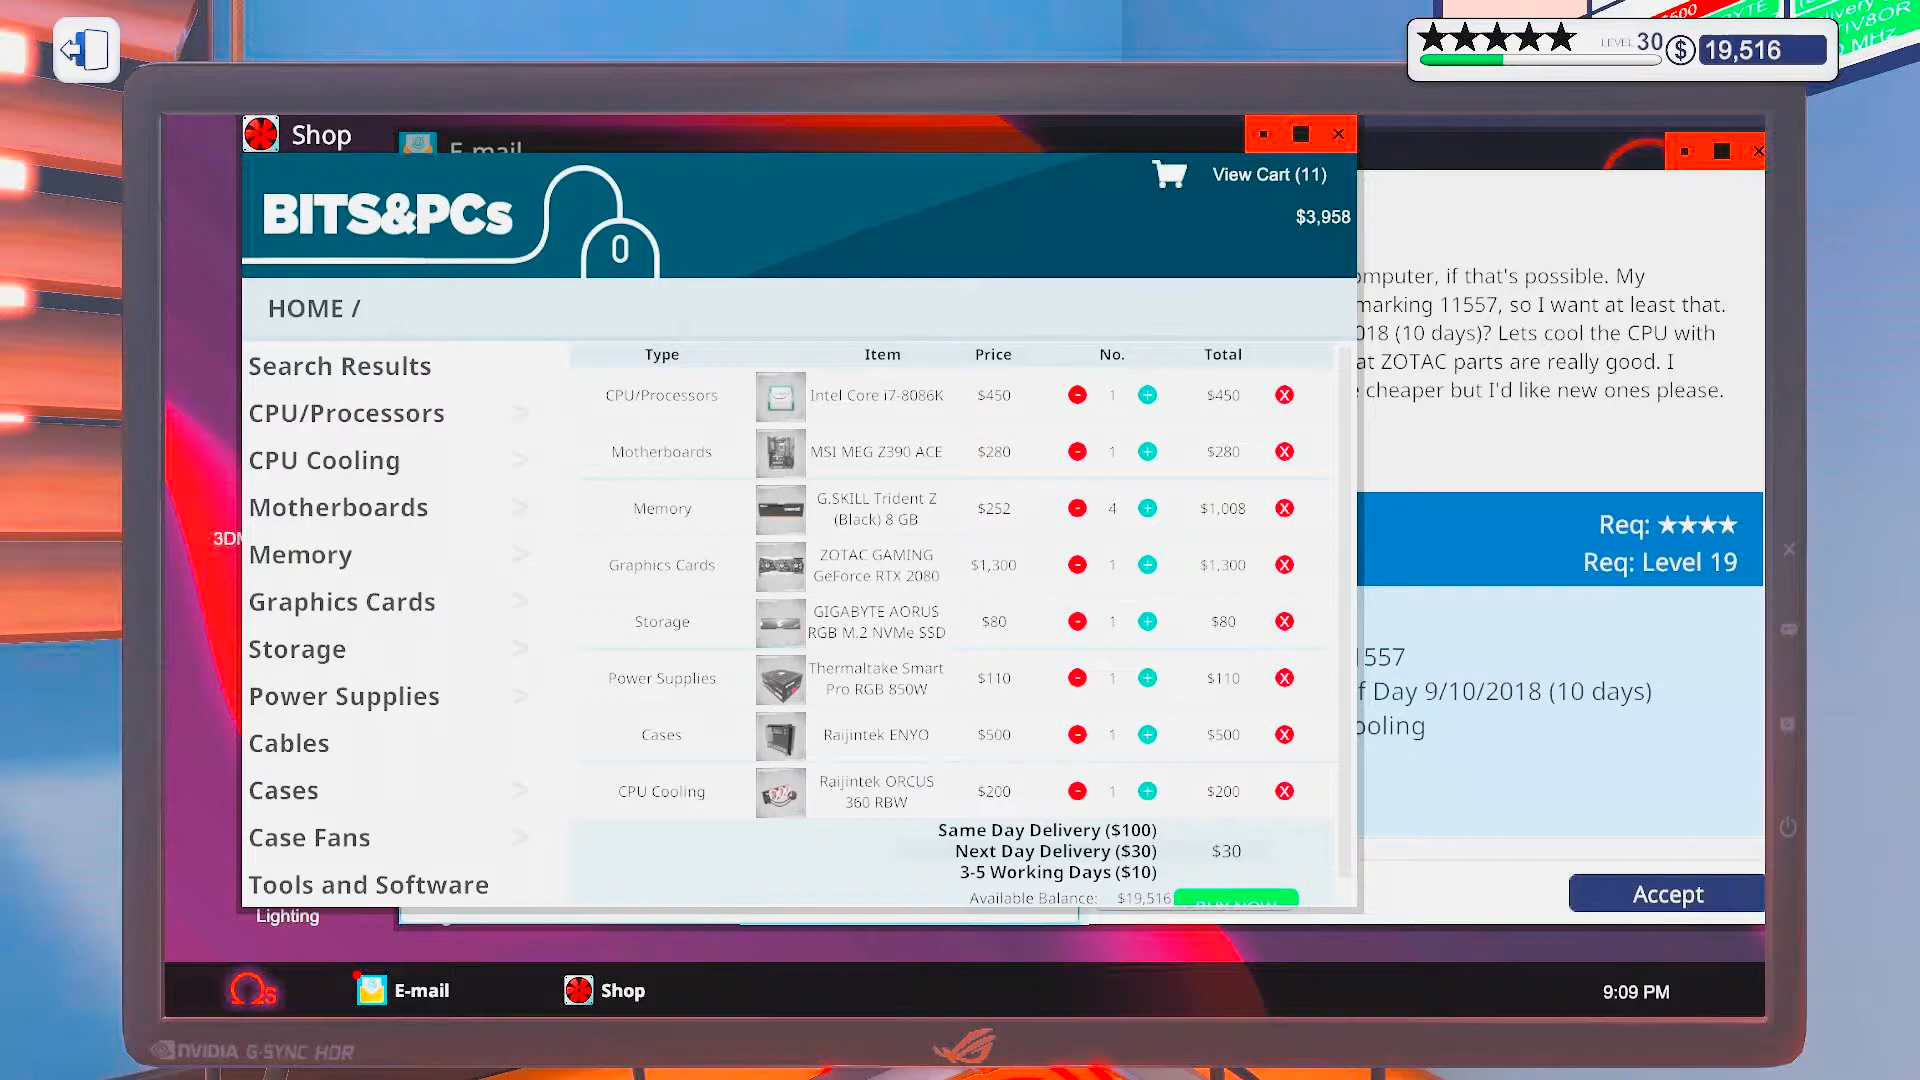 LEVEL 30
$ 19,516
Shop
E-mail
View Cart (11)
$3,958
BITS&PCs
HOME /
Search Results
CPU/Processors
CPU Cooling
Motherboards
Memory
Graphics Cards
Storage
Power Supplies
Cables
Cases
Case Fans
Tools and Software
Type Item Price No. Total
CPU/Processors Intel Core i7-8086K $450 1 $450
Motherboards MSI MEG Z390 ACE $280 1 $280
Memory G.SKILL Trident Z (Black) 8 GB $252 4 $1,008
Graphics Cards ZOTAC GAMING GeForce RTX 2080 $1,300 1 $1,300
Storage GIGABYTE AORUS RGB M.2 NVMe SSD $80 1 $80
Power Supplies Thermaltake Smart Pro RGB 850W $110 1 $110
Cases Raijintek ENYO $500 1 $500
CPU Cooling Raijintek ORCUS 360 RBW $200 1 $200
Same Day Delivery ($100)
Next Day Delivery ($30) $30
3-5 Working Days ($10)
Available Balance: $19,516 BUY NOW
omputer, if that's possible. My
marking 11557, so I want at least that.
018 (10 days)? Lets cool the CPU with
at ZOTAC parts are really good. I
cheaper but I'd like new ones please.
Req: ★★★★
Req: Level 19
1557
f Day 9/10/2018 (10 days)
ooling
Accept
3DM
Lighting
E-mail
Shop
9:09 PM
NVIDIA G-SYNC HDR